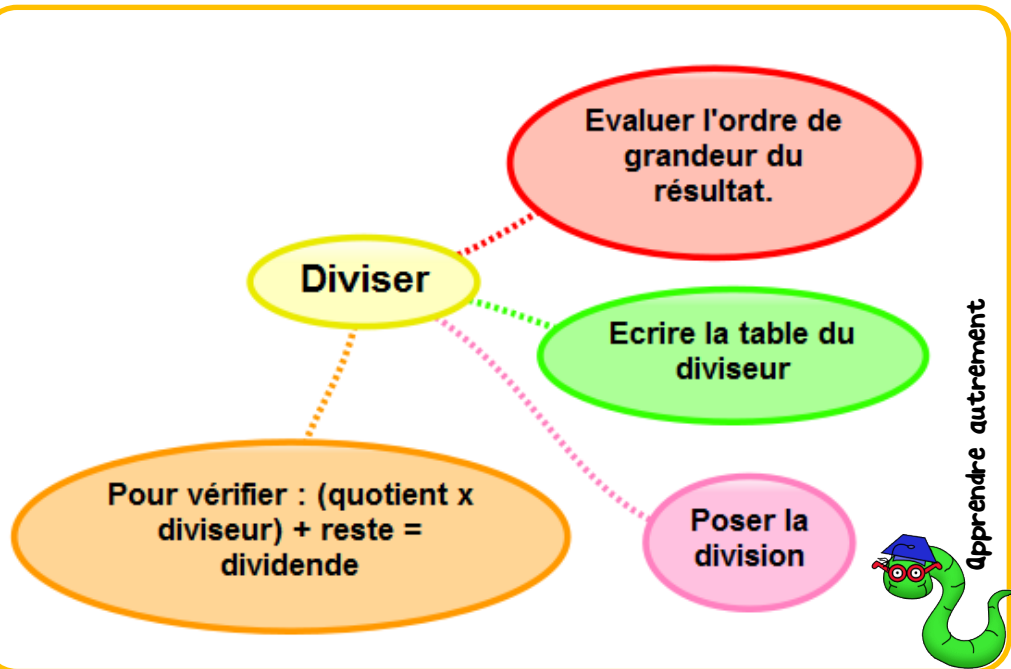 Diviser
Evaluer l'ordre de
grandeur du
résultat.
Ecrire la table du
diviseur
Poser la
division
Pour vérifier : (quotient x
diviseur) + reste =
dividende
apprendre autrement